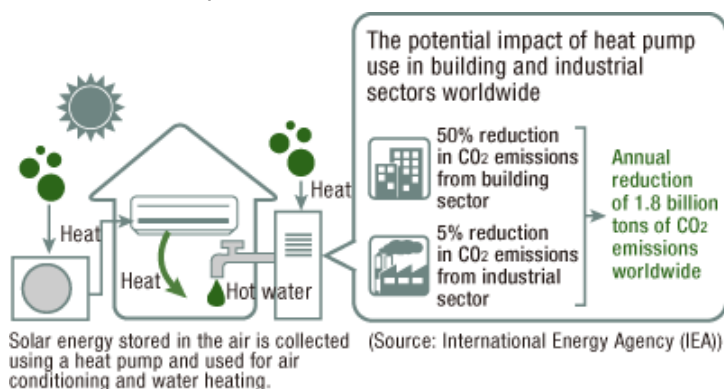 The potential impact of heat pump
use in building and industrial
sectors worldwide
50% reduction
in CO2 emissions
from building
sector
5% reduction
in CO2 emissions
from industrial
sector
Annual
reduction
of 1.8 billion
tons of CO2
emissions
worldwide
Heat
Heat
Heat
Hot water
Solar energy stored in the air is collected
using a heat pump and used for air
conditioning and water heating.
(Source: International Energy Agency (IEA))